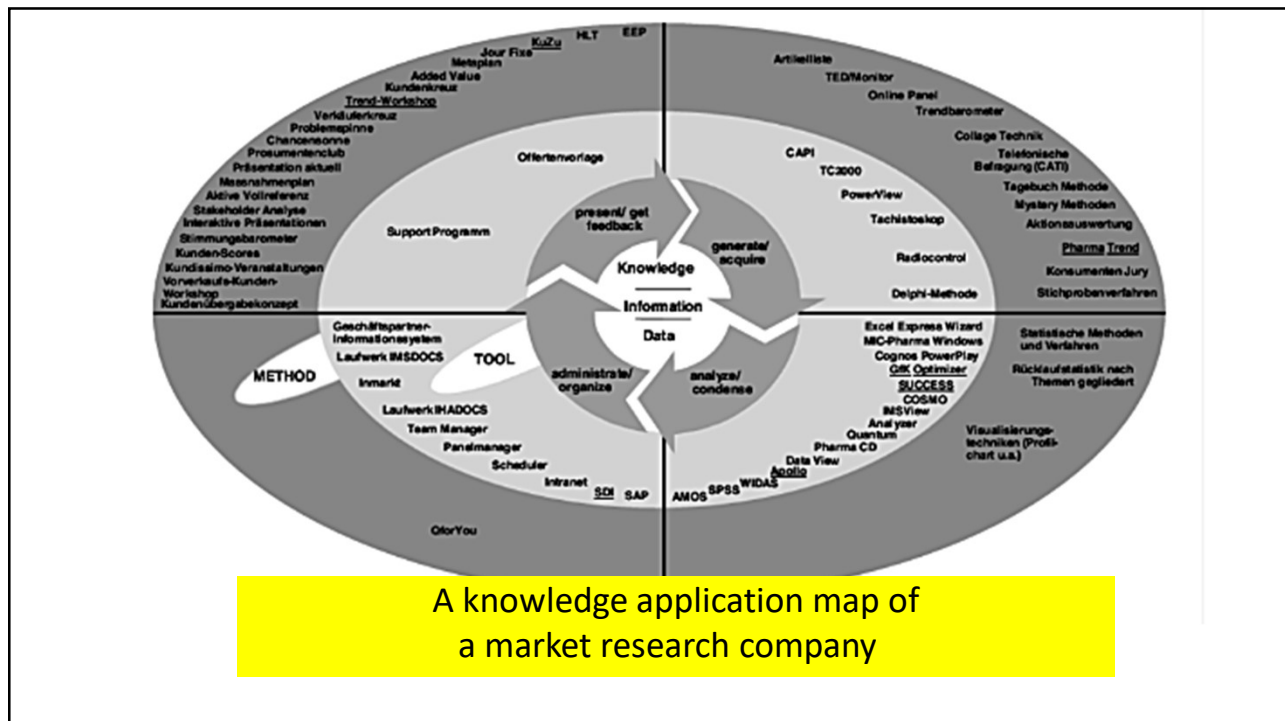 EEP
HLT
KuZu
Jour Fixe
Metaplan
Added Value
Kundenkreuz
Trend-Workshop
Verkäuferkreuz
Problemspinne
Chancensonne
Prosumentenclub
Präsentation aktuell
Massnahmenplan
Aktive Vollreferenz
Stakeholder Analyse
Interaktive Präsentationen
Stimmungsbarometer
Kunden-Scores
Kundissimo-Veranstaltungen
Vorverkaufs-Kunden-
Workshop
Kundenübergabekonzept
Offertenvorlage
Support Programm
Artikelliste
TED/Monitor
Online Panel
Trendbarometer
Collage Technik
Telefonische
Befragung (CATI)
Tagebuch Methode
Mystery Methoden
Aktionsauswertung
Pharma Trend
Konsumenten Jury
Stichprobenverfahren
CAPI
TC2000
PowerView
Tachistoskop
Radiocontrol
Delphi-Methode
present/ get
feedback
generate/
acquire
Knowledge
Information
Data
administrate/
organize
analyze/
condense
METHOD
TOOL
Geschäftspartner-
Informationssystem
Laufwerk IMSDOCS
Inmarkt
Laufwerk IHADOCS
Team Manager
Panelmanager
Scheduler
Intranet
SDI
SAP
QforYou
Excel Express Wizard
MIC-Pharma Windows
Cognos PowerPlay
GfK Optimizer
SUCCESS
COSMO
IMSView
Analyzer
Quantum
Pharma CD
Data View
Apollo
WIDAS
SPSS
AMOS
Statistische Methoden
und Verfahren
Rücklaufstatistik nach
Themen gegliedert
Visualisierungs-
techniken (Profil-
chart u.a.)
A knowledge application map of
a market research company